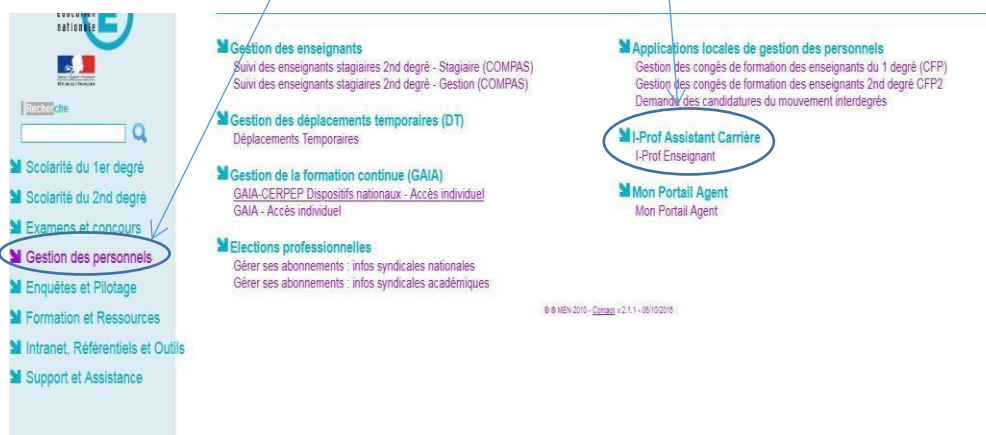 nationale
Recherche
Scolarité du 1er degré
Scolarité du 2nd degré
Examens et concours
Gestion des personnels
Enquêtes et Pilotage
Formation et Ressources
Intranet, Référentiels et Outils
Support et Assistance
Gestion des enseignants
Suivi des enseignants stagiaires 2nd degré - Stagiaire (COMPAS)
Suivi des enseignants stagiaires 2nd degré - Gestion (COMPAS)
Gestion des déplacements temporaires (DT)
Déplacements Temporaires
Gestion de la formation continue (GAIA)
GAIA-CERPEP Dispositifs nationaux - Accès individuel
GAIA - Accès individuel
Elections professionnelles
Gérer ses abonnements : infos syndicales nationales
Gérer ses abonnements : infos syndicales académiques
Applications locales de gestion des personnels
Gestion des congés de formation des enseignants du 1 degré (CFP)
Gestion des congés de formation des enseignants 2nd degré CFP2
Demande des candidatures du mouvement interdegrés
I-Prof Assistant Carrière
I-Prof Enseignant
Mon Portail Agent
Mon Portail Agent
© © MEN 2010 - Contact v.2.1.1 - 06/10/2016